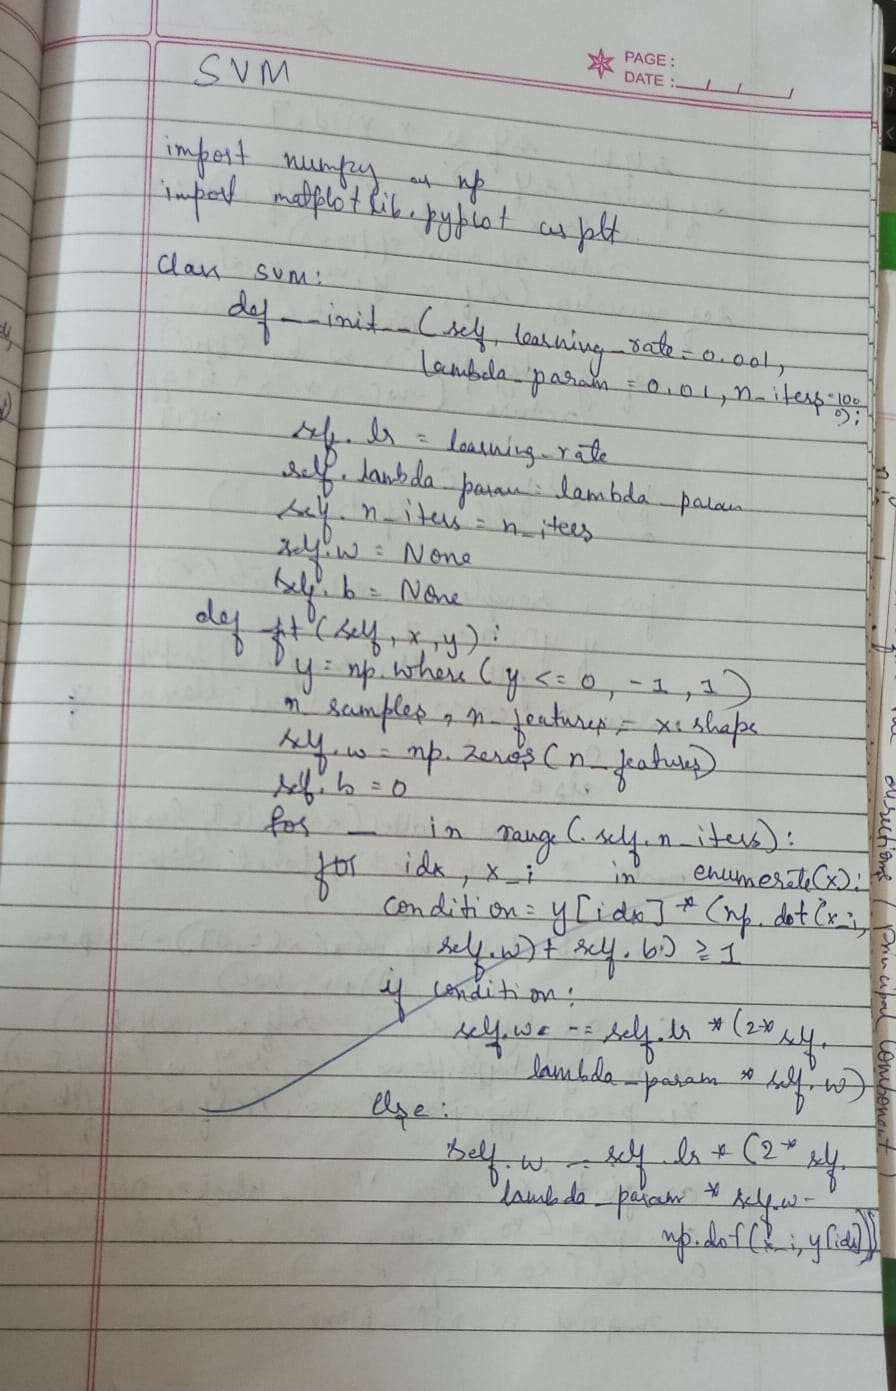 PAGE :
DATE :
SVM
import numpy as np
import matplotlib.pyplot as plt
class SVM:
def __init__(self, learning_rate = 0.001,
lambda_param = 0.01, n_iters=100
0):
self.lr = learning_rate
self.lambda_param = lambda_param
self.n_iters = n_iters
self.w = None
self.b = None
def fit(self, x, y):
y = np.where(y <= 0, -1, 1)
n_samples, n_features = x.shape
self.w = np.zeros(n_features)
self.b = 0
for _ in range(self.n_iters):
for idx, x_i in enumerate(x):
condition = y[idx] * (np.dot(x_i,
self.w) + self.b) ≥ 1
if condition:
self.w -= self.lr * (2 * self.
lambda_param * self.w)
else:
self.w -= self.lr * (2 * self.
lambda_param * self.w -
np.dot(x_i, y[idx]))
principal component)